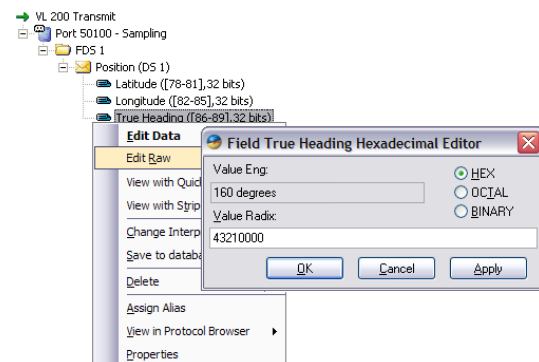 VL 200 Transmit
Port 50100 - Sampling
FDS 1
Position (DS 1)
Latitude ([78-81],32 bits)
Longitude ([82-85],32 bits)
True Heading ([86-89],32 bits)
Edit Data
Edit Raw
View with Quic
View with Strip
Change Interp
Save to databa
Delete
Assign Alias
View in Protocol Browser
Properties
Field True Heading Hexadecimal Editor
Value Eng:
160 degrees
Value Radix:
43210000
HEX
OCTAL
BINARY
OK
Cancel
Apply